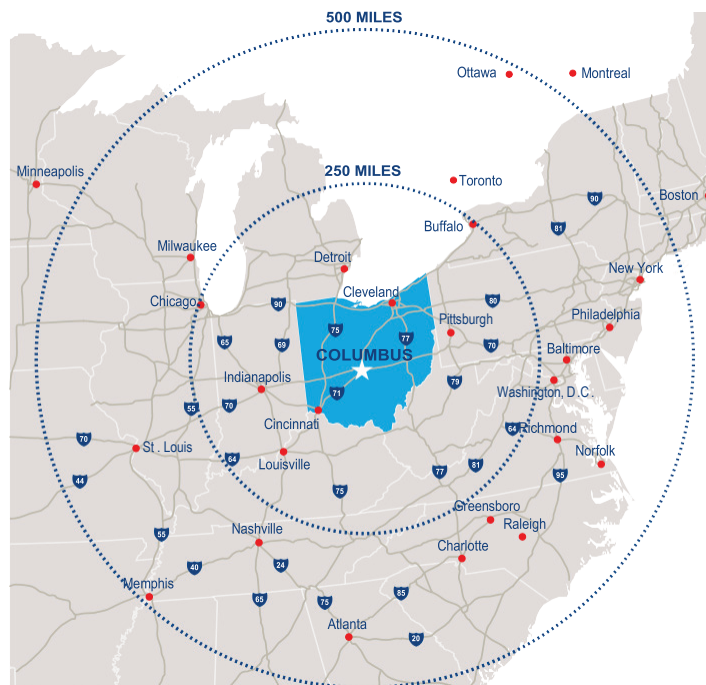 500 MILES
Ottawa
Montreal
250 MILES
Minneapolis
Toronto
Boston
90
Buffalo
81
Milwaukee
Detroit
New York
Chicago
90
Cleveland
80
Philadelphia
75
Pittsburgh
65
69
77
70
Baltimore
COLUMBUS
Indianapolis
79
Washington, D.C.
71
70
55
Cincinnati
64
Richmond
70
St. Louis
Norfolk
64
Louisville
81
77
95
44
75
Greensboro
55
Nashville
Raleigh
Charlotte
40
24
Memphis
65
75
85
Atlanta
20